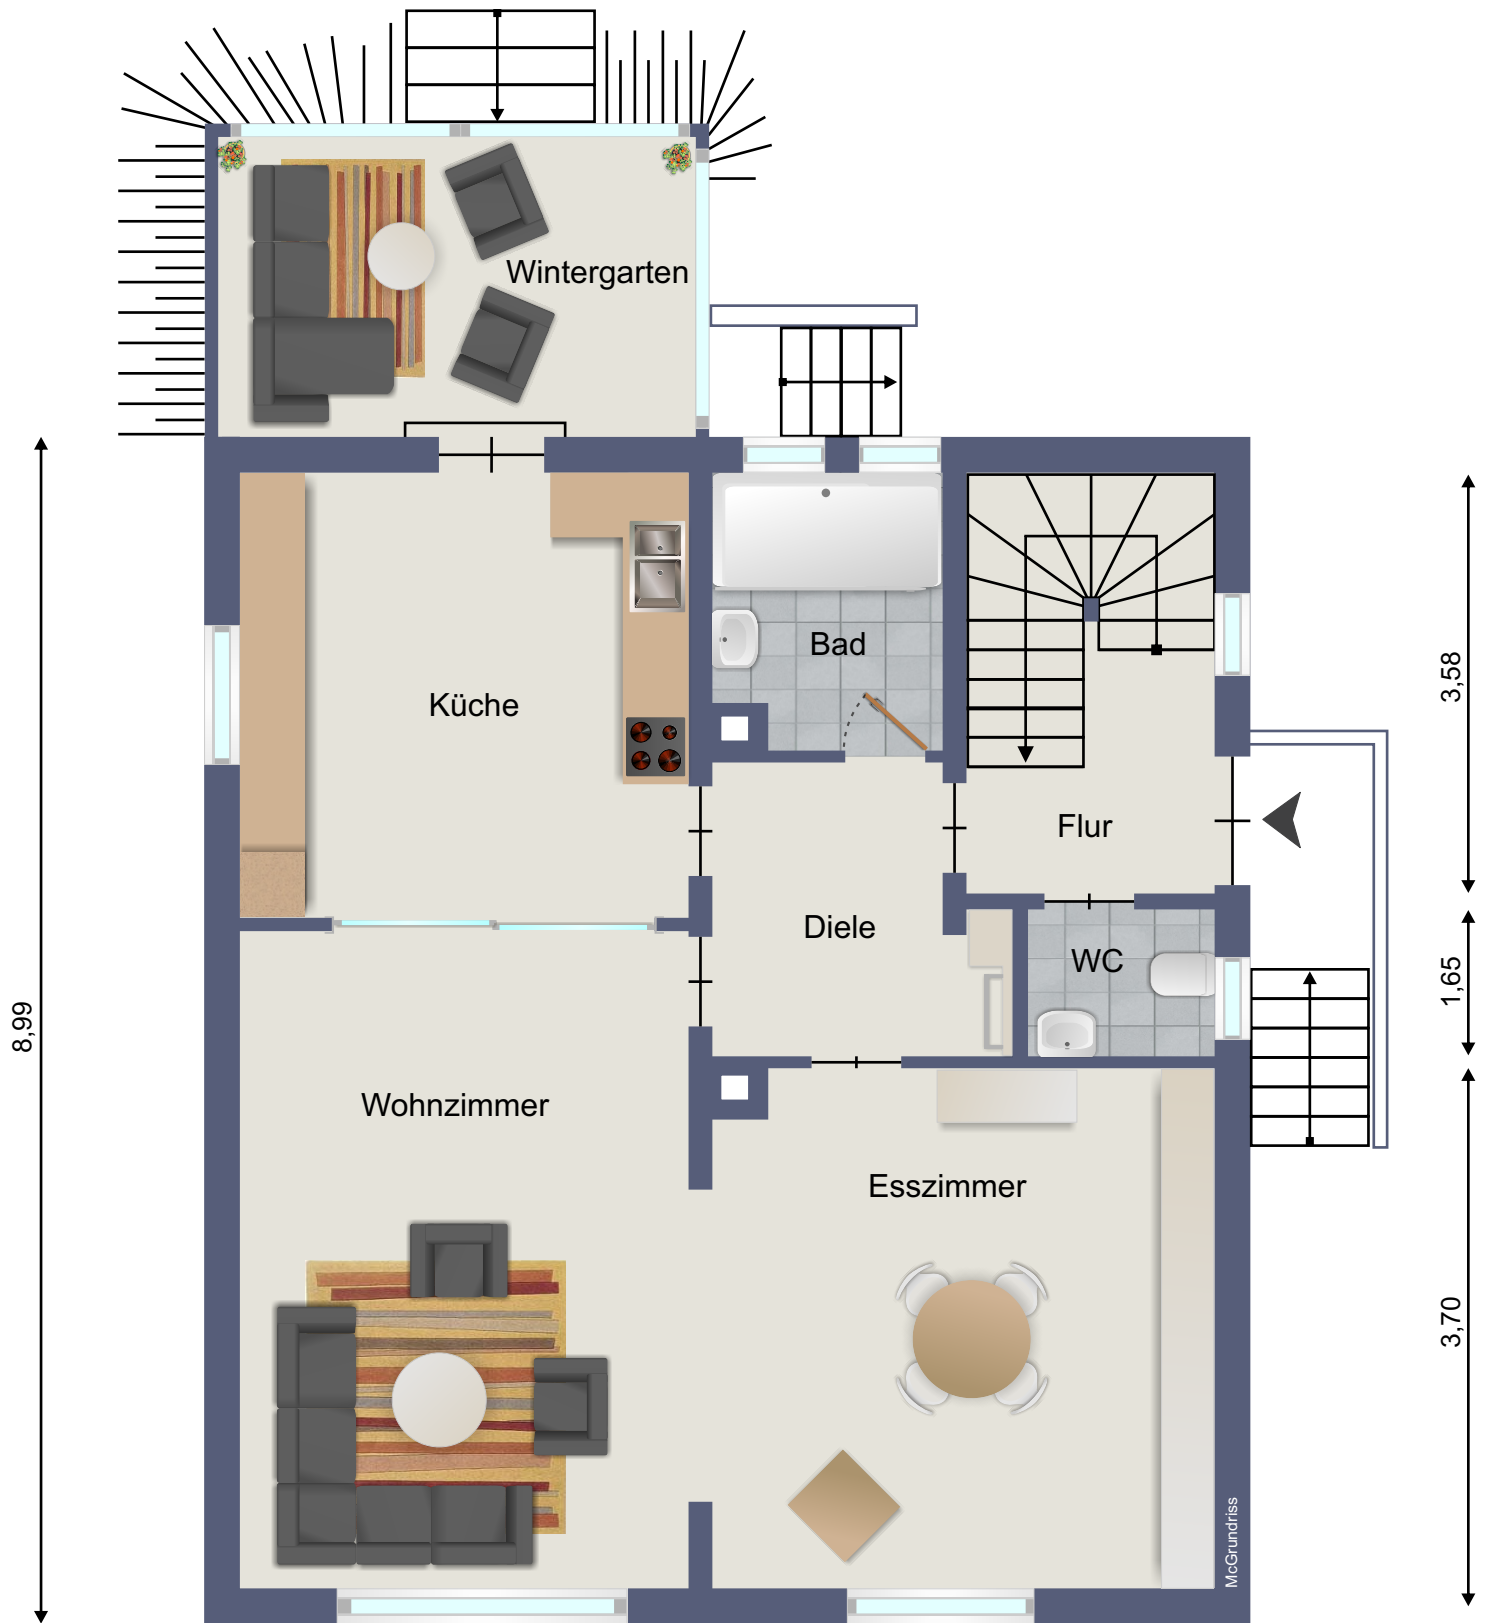 Wintergarten
Küche
Bad
Flur
Diele
WC
Wohnzimmer
Esszimmer
8,99
3,58
1,65
3,70
McGrundriss